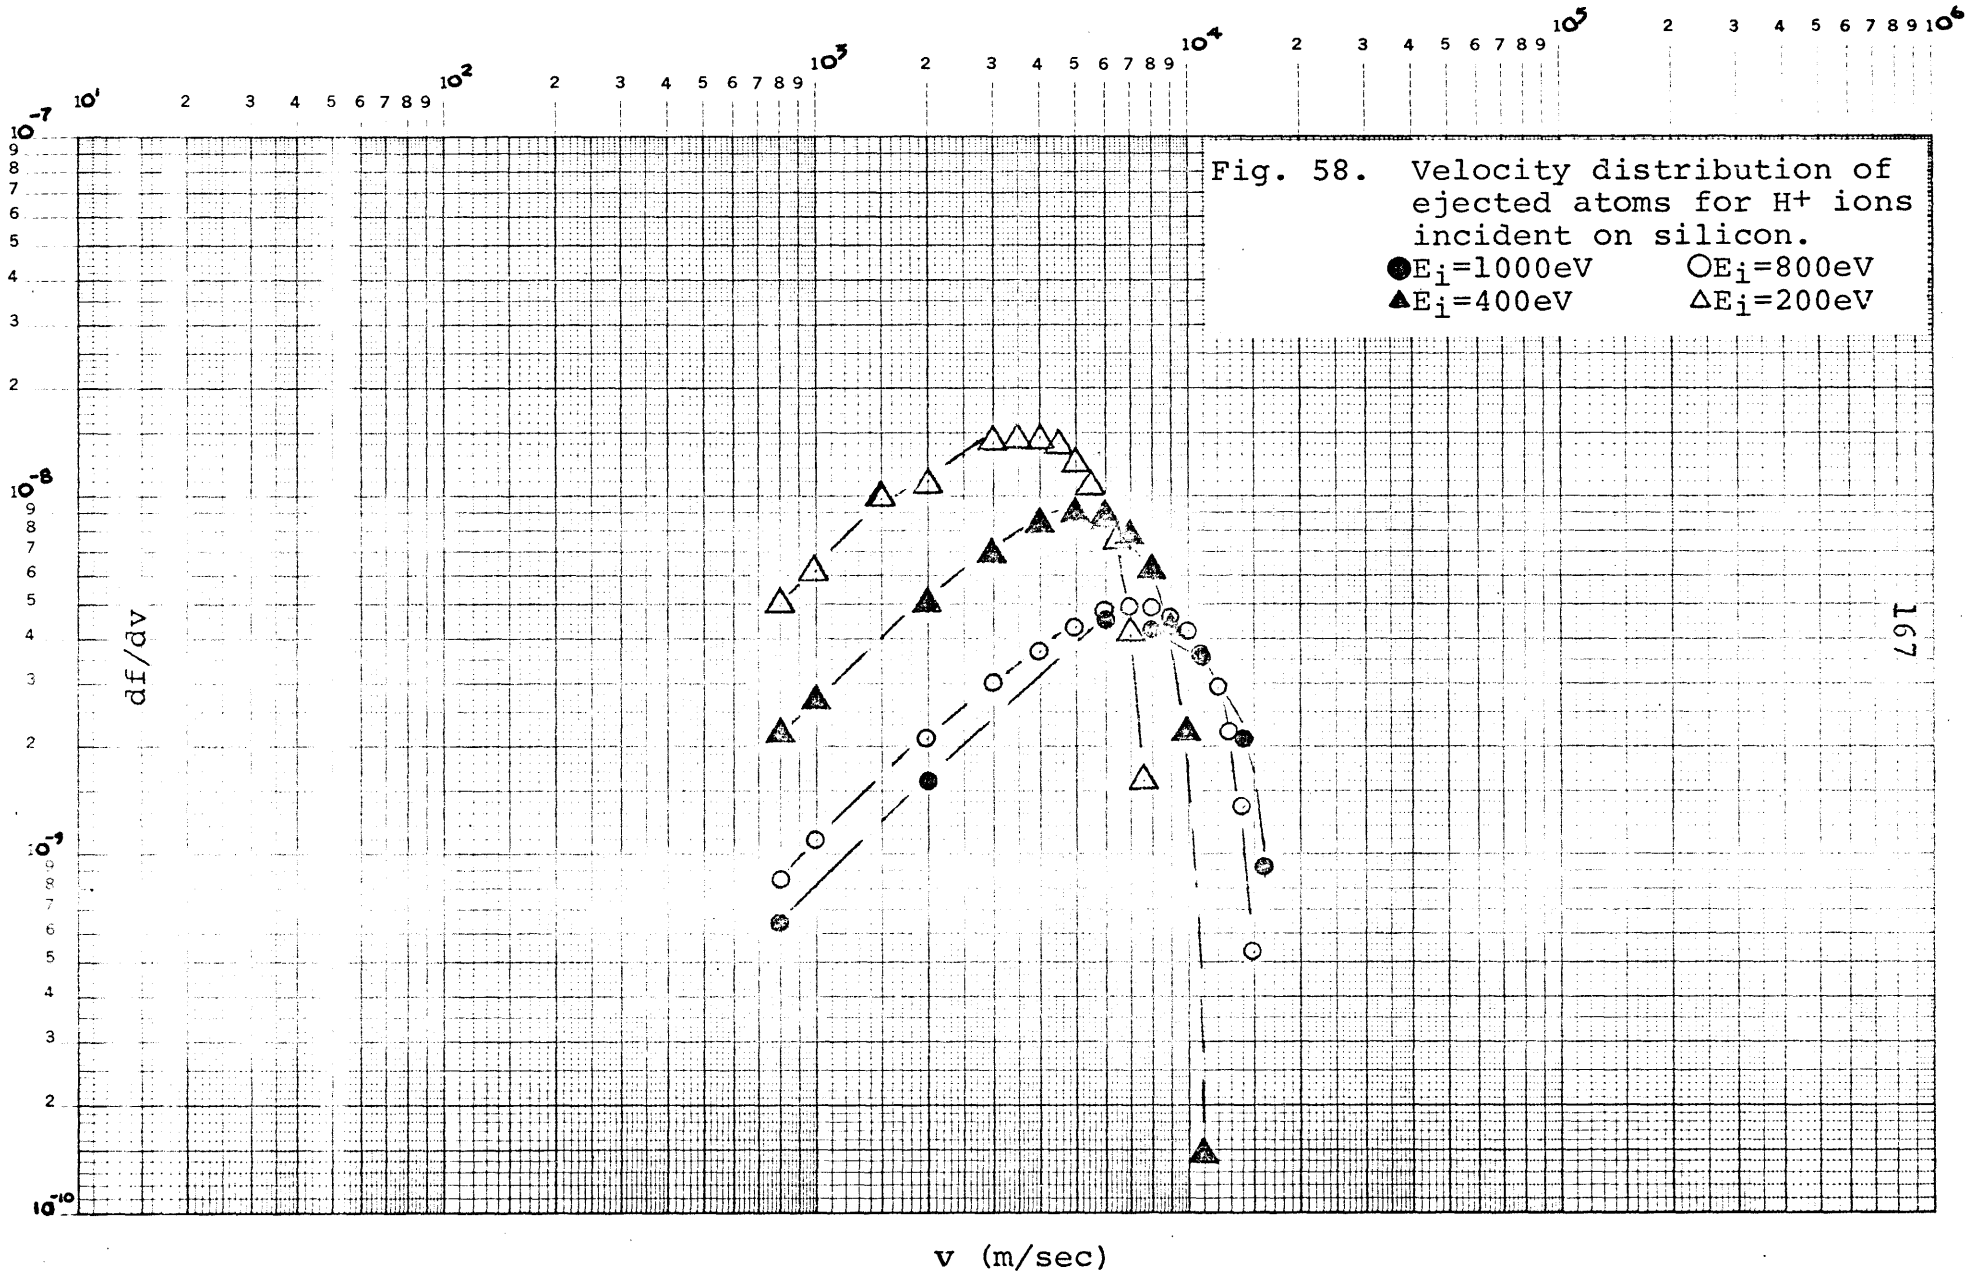 10⁶
10⁵ 2 3 4 5 6 7 8 9
10⁴ 2 3 4 5 6 7 8 9
10³ 2 3 4 5 6 7 8 9
10² 2 3 4 5 6 7 8 9
10¹ 2 3 4 5 6 7 8 9
10⁻⁷
9
8
7
6
5
4
3
2
10⁻⁸
9
8
7
6
5
4
3
2
10⁻⁹
9
8
7
6
5
4
3
2
10⁻¹⁰
df/dv
Fig. 58. Velocity distribution of
ejected atoms for H+ ions
incident on silicon.
●Ei=1000eV ○Ei=800eV
▲Ei=400eV △Ei=200eV
167
v (m/sec)